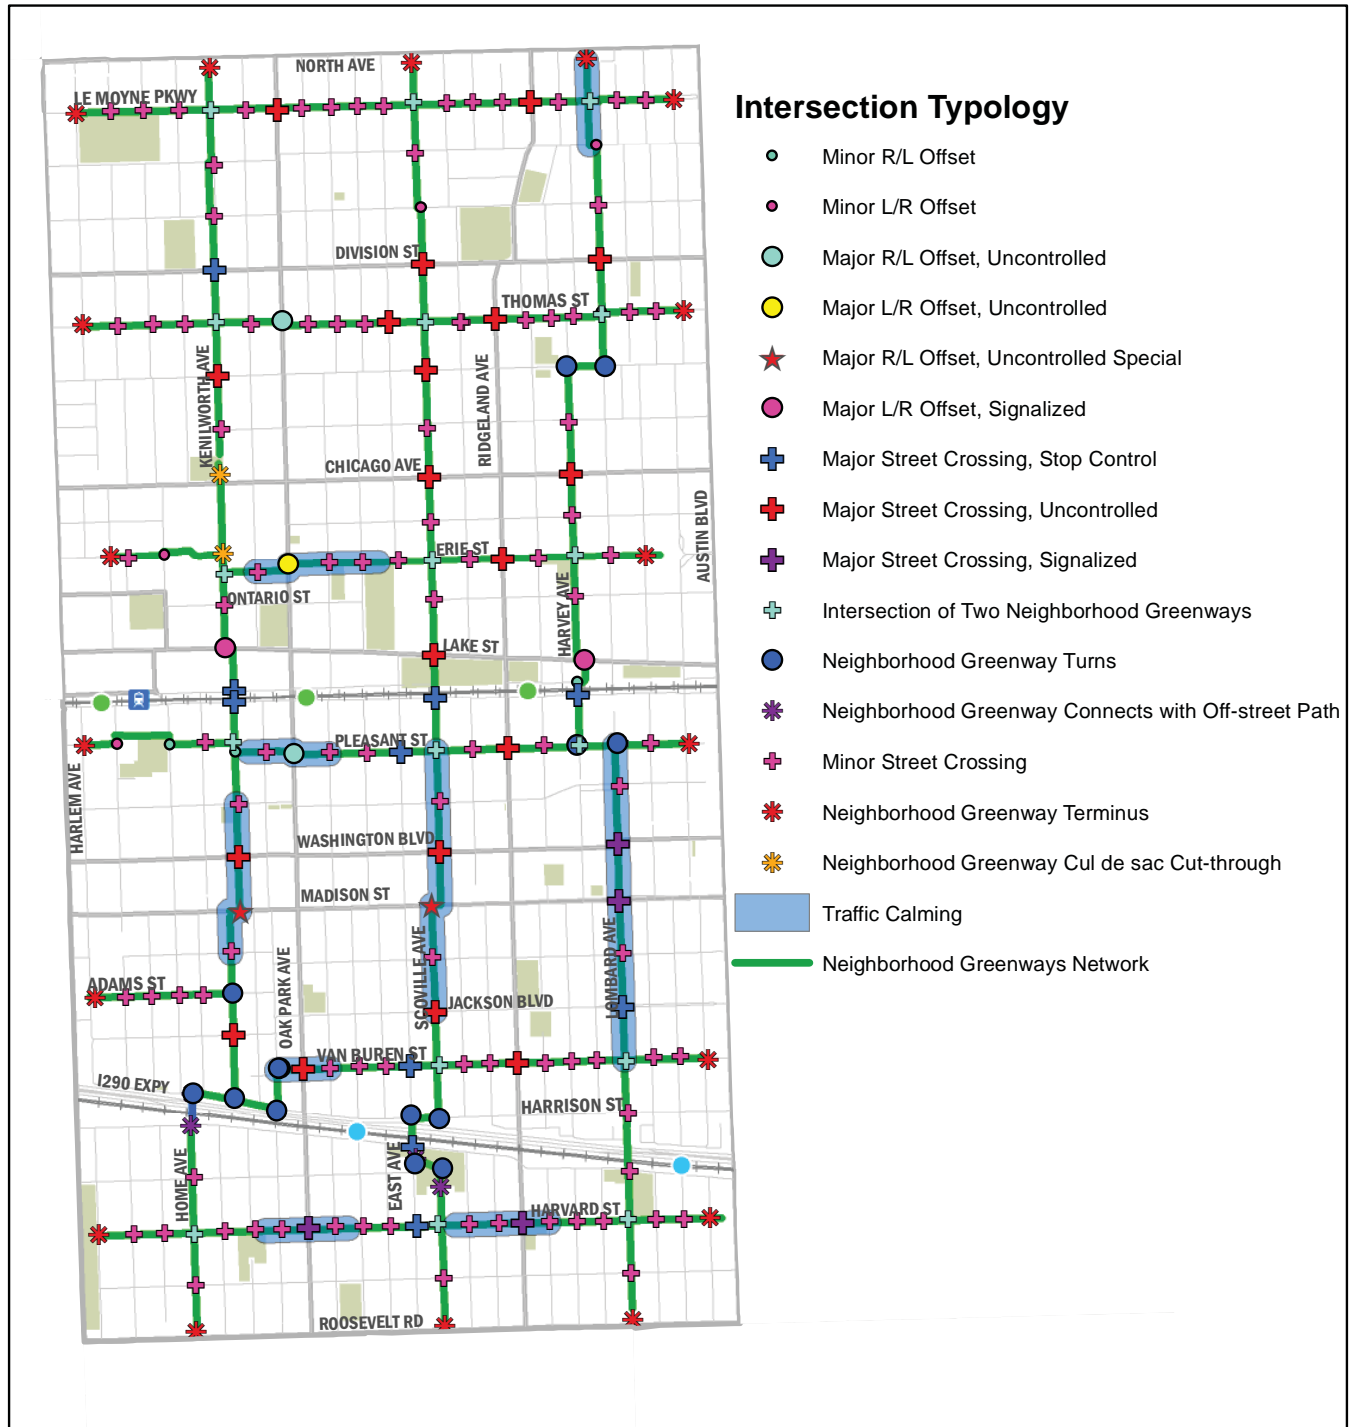 NORTH AVE
LE MOYNE PKWY
DIVISION ST
THOMAS ST
KENILWORTH AVE
RIDGELAND AVE
CHICAGO AVE
AUSTIN BLVD
ERIE ST
ONTARIO ST
HARVEY AVE
LAKE ST
PLEASANT ST
HARLEM AVE
WASHINGTON BLVD
MADISON ST
SCOVILLE AVE
LOMBARD AVE
ADAMS ST
OAK PARK AVE
JACKSON BLVD
VAN BUREN ST
I290 EXPY
HARRISON ST
HOME AVE
EAST AVE
HARVARD ST
ROOSEVELT RD
Intersection Typology
Minor R/L Offset
Minor L/R Offset
Major R/L Offset, Uncontrolled
Major L/R Offset, Uncontrolled
Major R/L Offset, Uncontrolled Special
Major L/R Offset, Signalized
Major Street Crossing, Stop Control
Major Street Crossing, Uncontrolled
Major Street Crossing, Signalized
Intersection of Two Neighborhood Greenways
Neighborhood Greenway Turns
Neighborhood Greenway Connects with Off-street Path
Minor Street Crossing
Neighborhood Greenway Terminus
Neighborhood Greenway Cul de sac Cut-through
Traffic Calming
Neighborhood Greenways Network